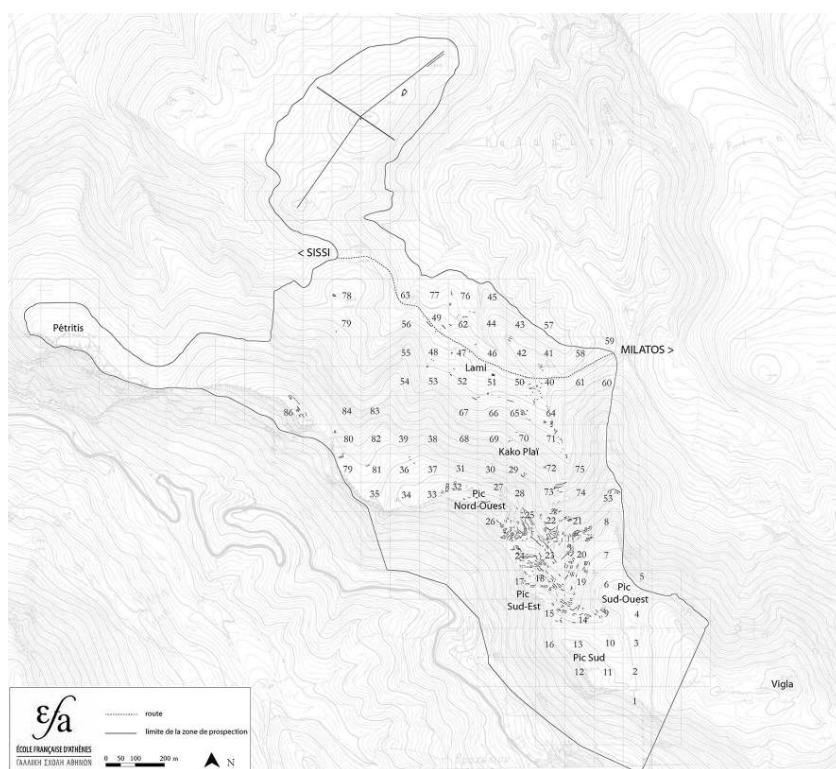 < SISSI
78 65 77 76 45
79 56 49 62 44 43 57
59
MILATOS >
Pétritis
55 48 47 46 42 41 58
Lami
54 53 52 51 50 40 61 60
86 84 83 67 66 65 64
80 82 39 38 68 69 70 71
Kako Plaï
79 81 36 37 31 30 29 72 75
35 34 33 32 27 28 73 74 53
Pic
Nord-Ouest
26 25 22 21 8
24 23 20 7
17 18 19 6 5
Pic
Sud-Est
Pic
Sud-Ouest
15 14 9 4
16 13 10 3
Pic Sud
12 11 2
Vigla
1
efa
ÉCOLE FRANÇAISE D'ATHÈNES
ΓΑΛΛΙΚΗ ΣΧΟΛΗ ΑΘΗΝΩΝ
route
limite de la zone de prospection
0 50 100 200 m
N